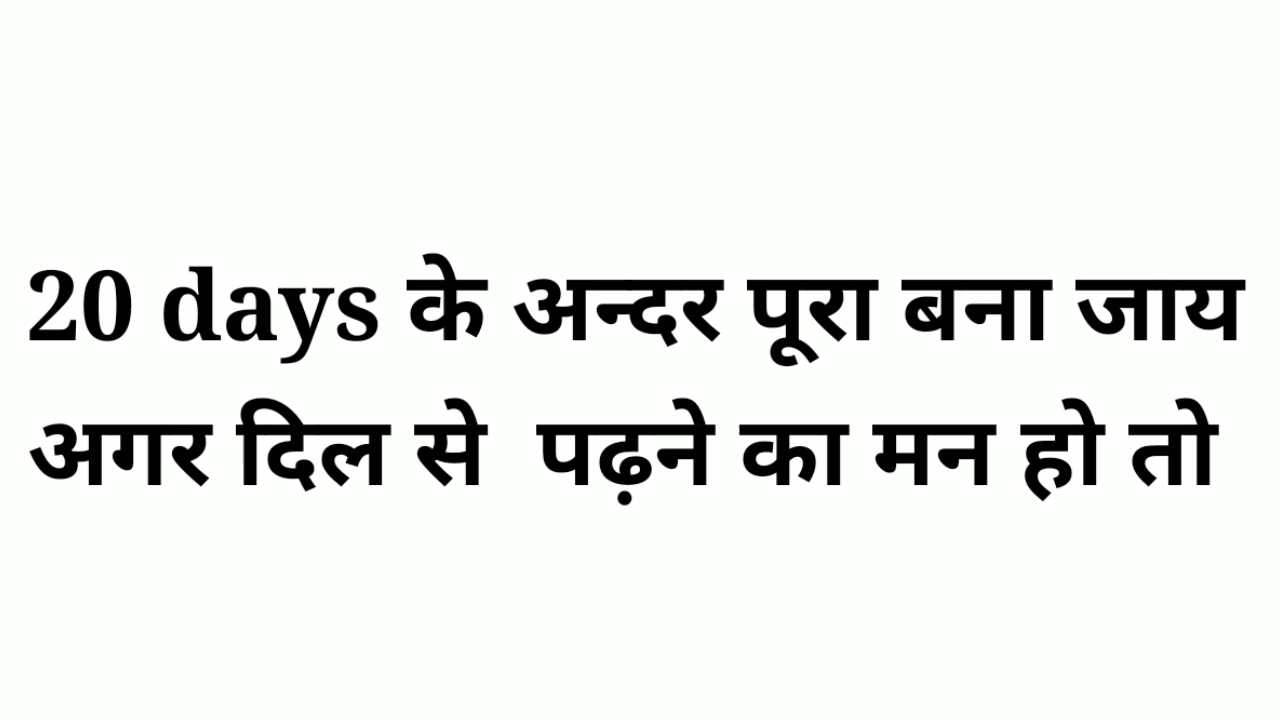 20 days के अन्दर पूरा बना जाय
अगर दिल से पढ़ने का मन हो तो